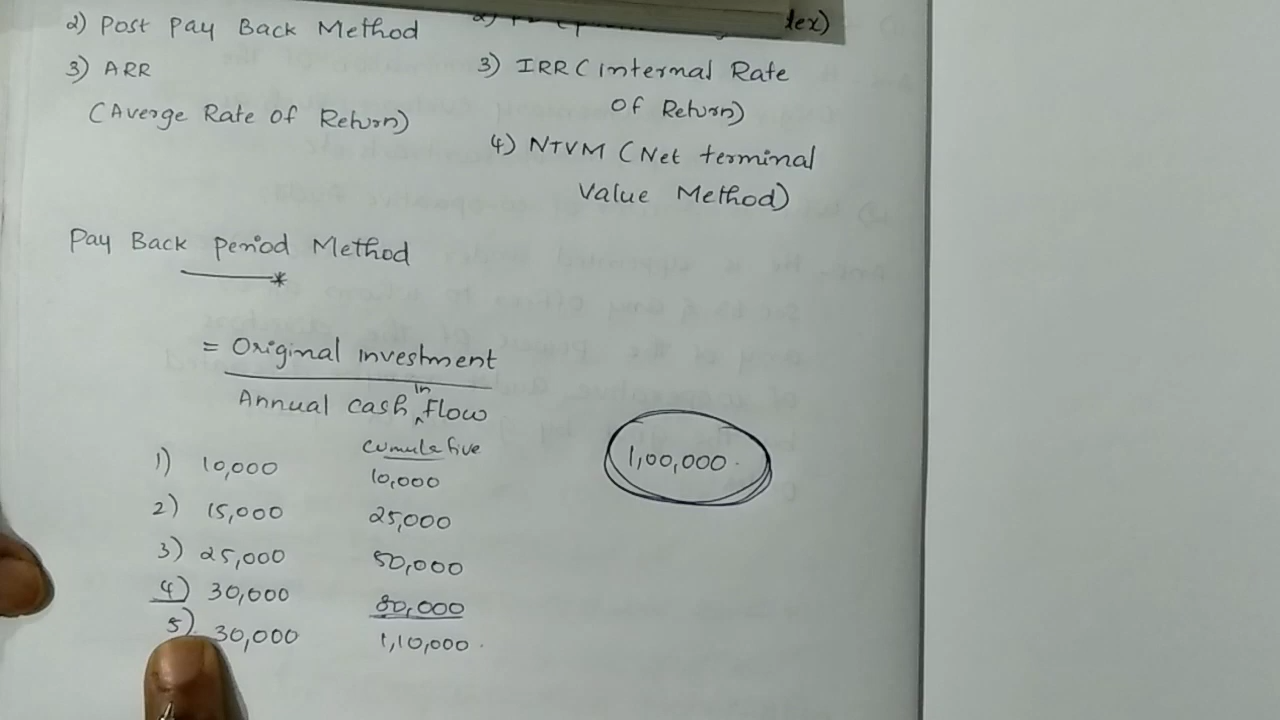 2) Post Pay Back Method
3) ARR
(Averge Rate Of Return)
dex)
3) IRR (internal Rate
Of Return)
4) NTVM (Net terminal
Value Method)
Pay Back period Method
= Original investment
Annual cash in flow
cumulative
1) 10,000 10,000
2) 15,000 25,000
3) 25,000 50,000
4) 30,000 80,000
5) 30,000 1,10,000
1,00,000